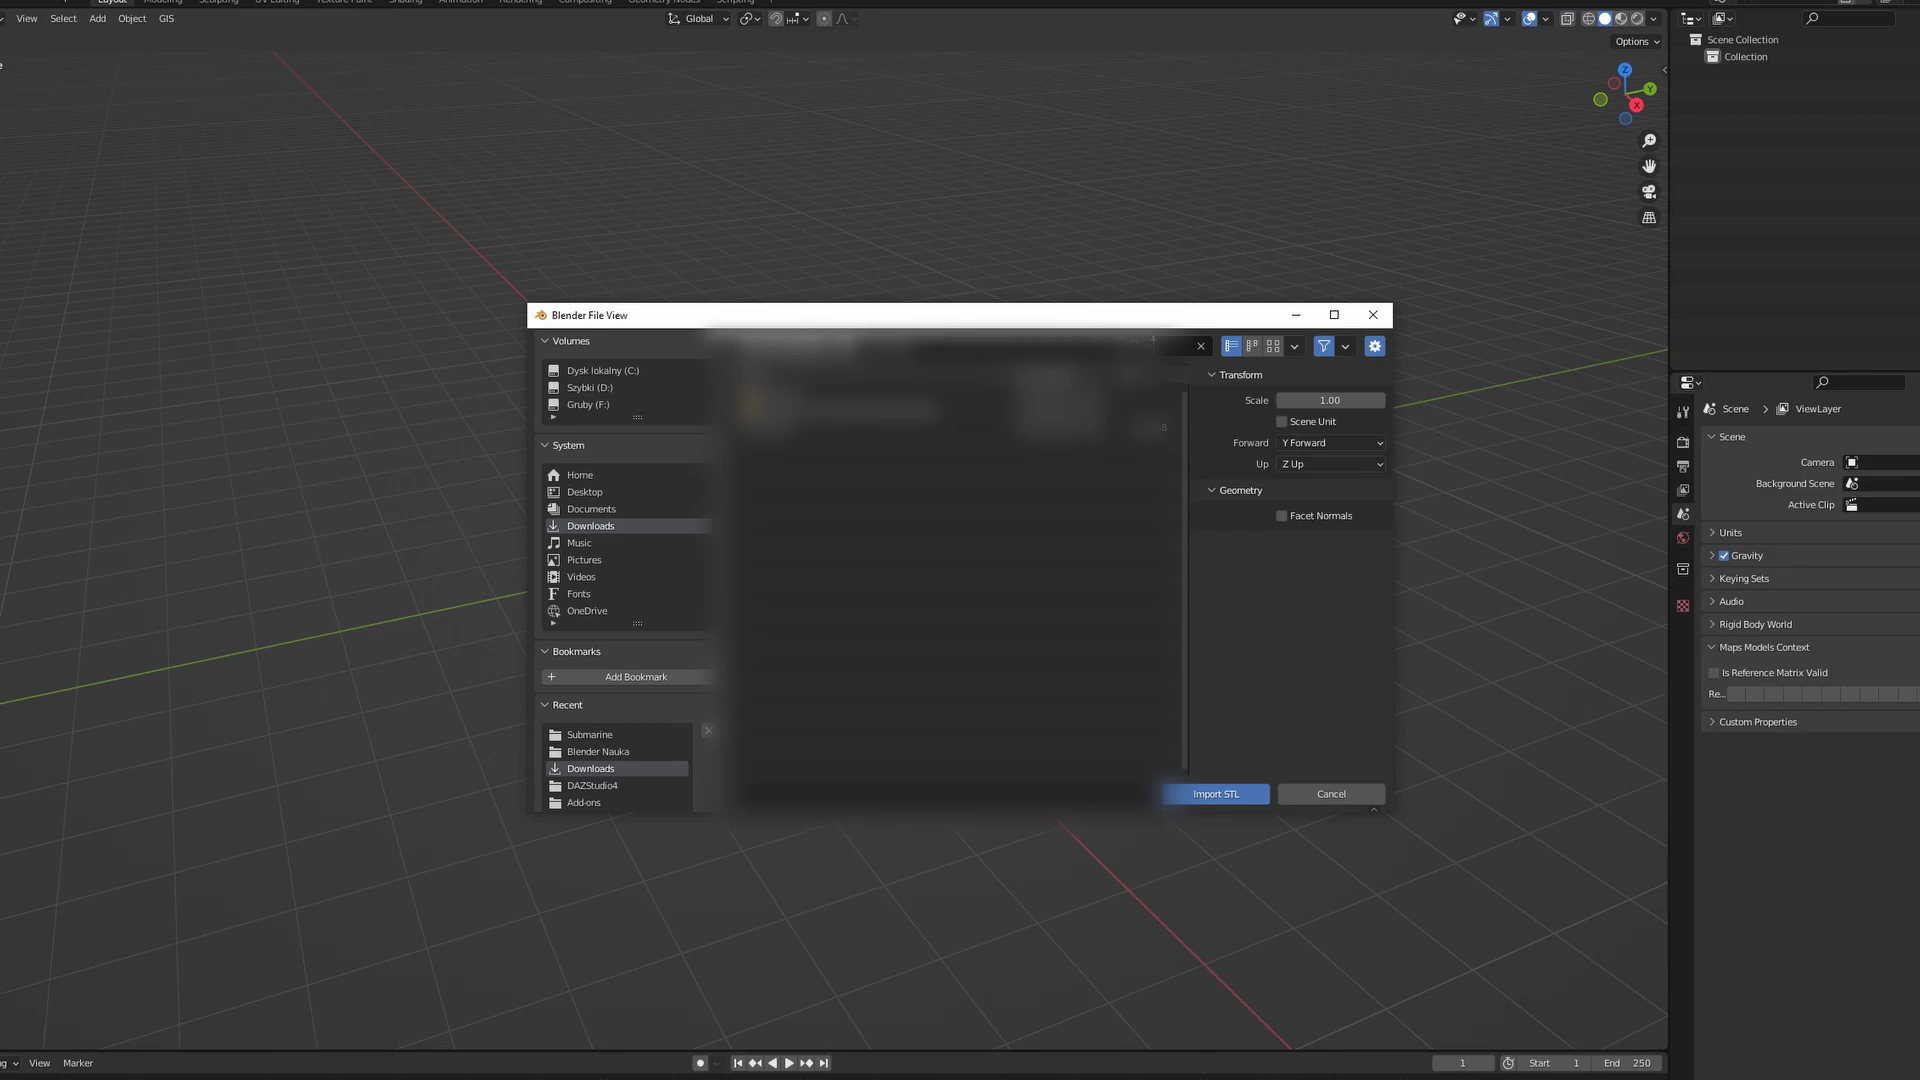 View Select Add Object GIS
Global
Options
Scene Collection
Collection
Z
Y
X
Blender File View
Volumes
Dysk lokalny (C:)
Szybki (D:)
Gruby (F:)
System
Home
Desktop
Documents
Downloads
Music
Pictures
Videos
Fonts
OneDrive
Bookmarks
+ Add Bookmark
Recent
Submarine
Blender Nauka
Downloads
DAZStudio4
Add-ons
Transform
Scale 1.00
Scene Unit
Forward Y Forward
Up Z Up
Geometry
Facet Normals
Import STL Cancel
Scene > ViewLayer
Scene
Camera
Background Scene
Active Clip
Units
Gravity
Keying Sets
Audio
Rigid Body World
Maps Models Context
Is Reference Matrix Valid
Re...
Custom Properties
View Marker
1 Start 1 End 250